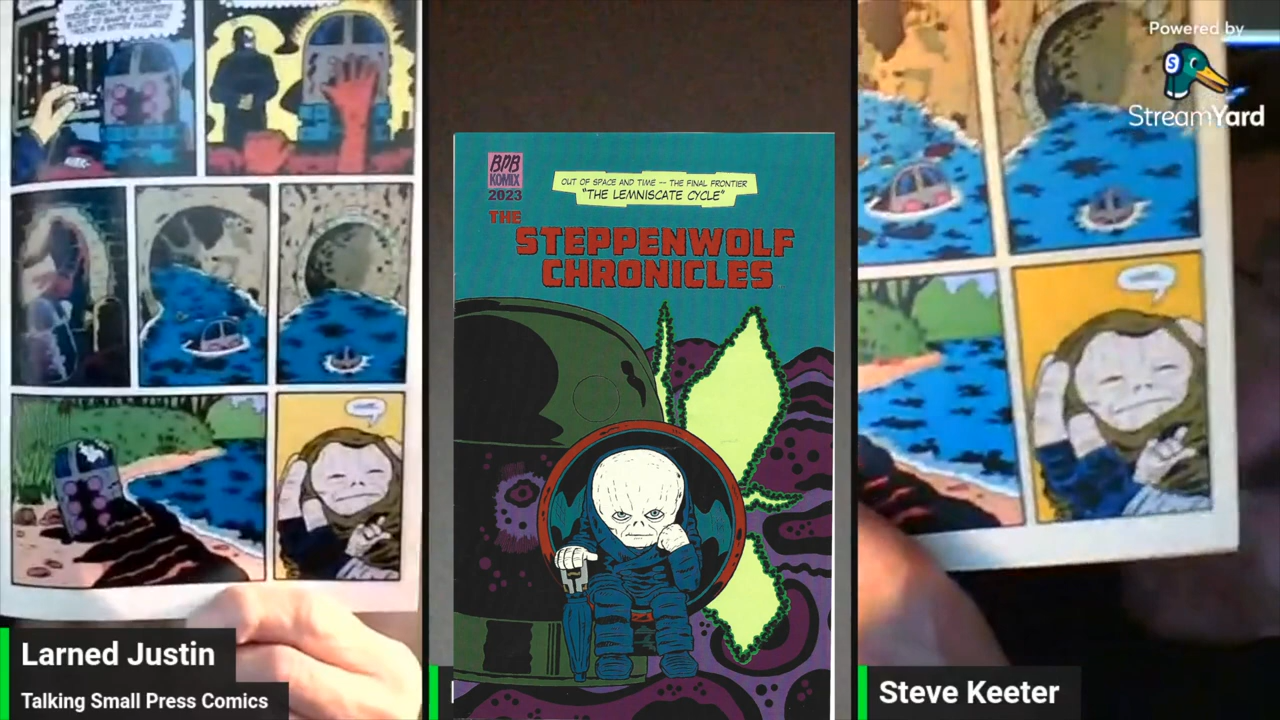 Powered by
StreamYard
BPB
KOMIX
2023
OUT OF SPACE AND TIME — THE FINAL FRONTIER
"THE LEMNISCATE CYCLE"
THE
STEPPENWOLF
CHRONICLES
Larned Justin
Talking Small Press Comics
Steve Keeter